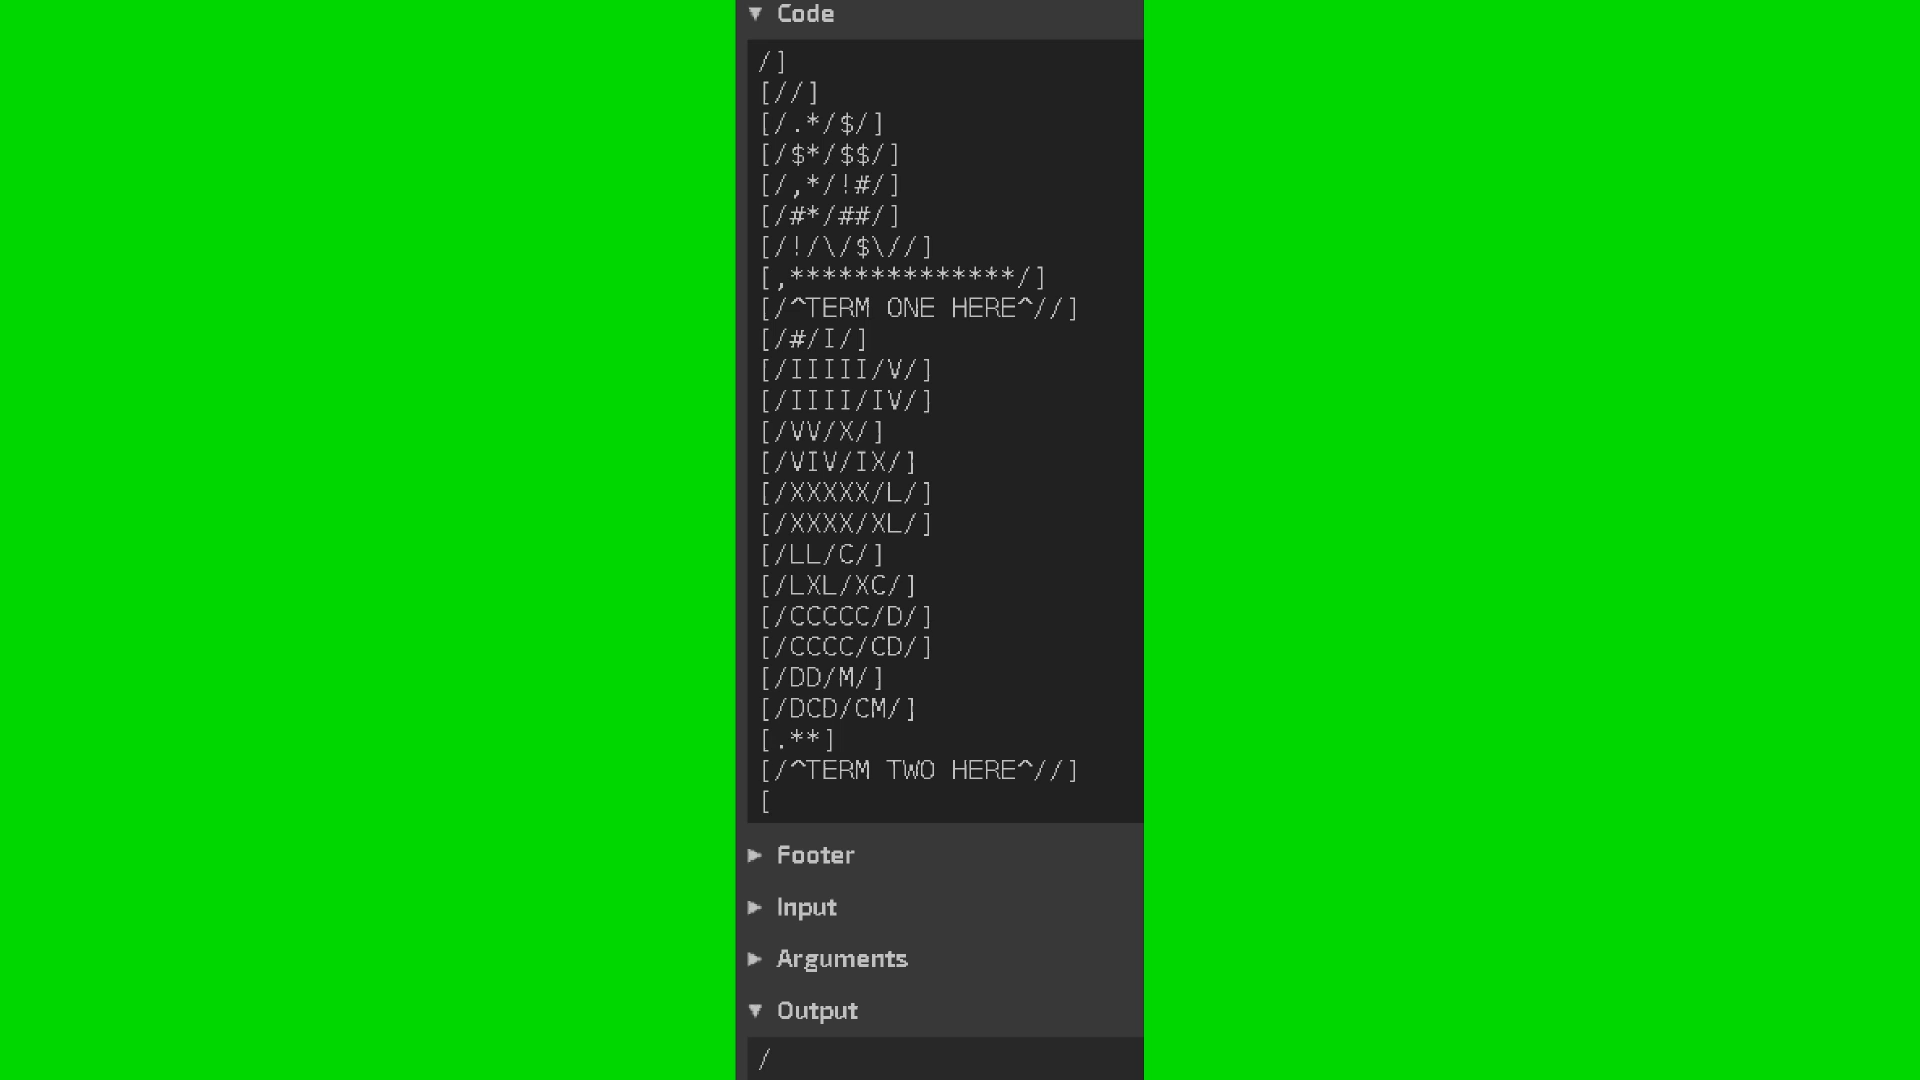 Code
/]
[//]
[/.*/$/]
[/$*/$$/]
[/,*/!#/]
[/#*/##/]
[/!/\/$\//]
[,**************/]
[/^TERM ONE HERE^//]
[/#/I/]
[/IIIII/V/]
[/IIII/IV/]
[/VV/X/]
[/VIV/IX/]
[/XXXXX/L/]
[/XXXX/XL/]
[/LL/C/]
[/LXL/XC/]
[/CCCCC/D/]
[/CCCC/CD/]
[/DD/M/]
[/DCD/CM/]
[.**]
[/^TERM TWO HERE^//]
[
Footer
Input
Arguments
Output
/